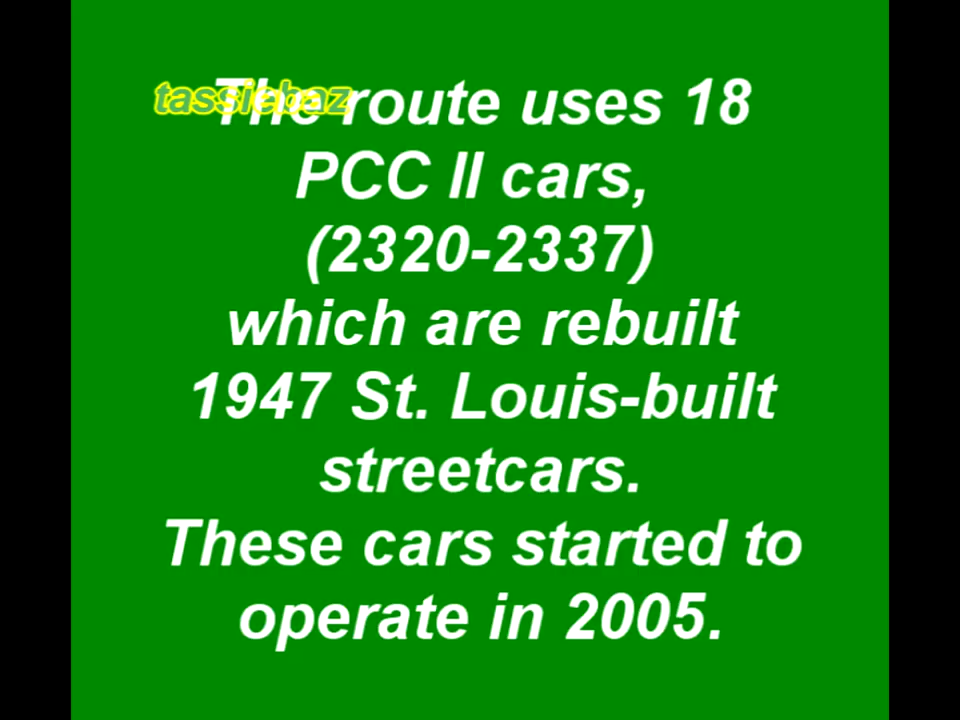 tassiebaz
The route uses 18
PCC II cars,
(2320-2337)
which are rebuilt
1947 St. Louis-built
streetcars.
These cars started to
operate in 2005.